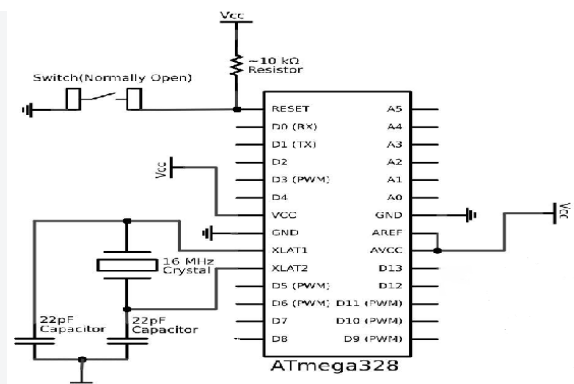 Vcc
~10 kΩ
Resistor
Switch(Normally Open)
RESET A5
D0 (RX) A4
D1 (TX) A3
D2 A2
Vcc
D3 (PWM) A1
D4 A0
VCC GND
Vcc
GND AREF
XLAT1 AVCC
16 MHz
Crystal
XLAT2 D13
D5 (PWM) D12
D6 (PWM) D11 (PWM)
22pF
Capacitor
22pF
Capacitor
D7 D10 (PWM)
D8 D9 (PWM)
ATmega328